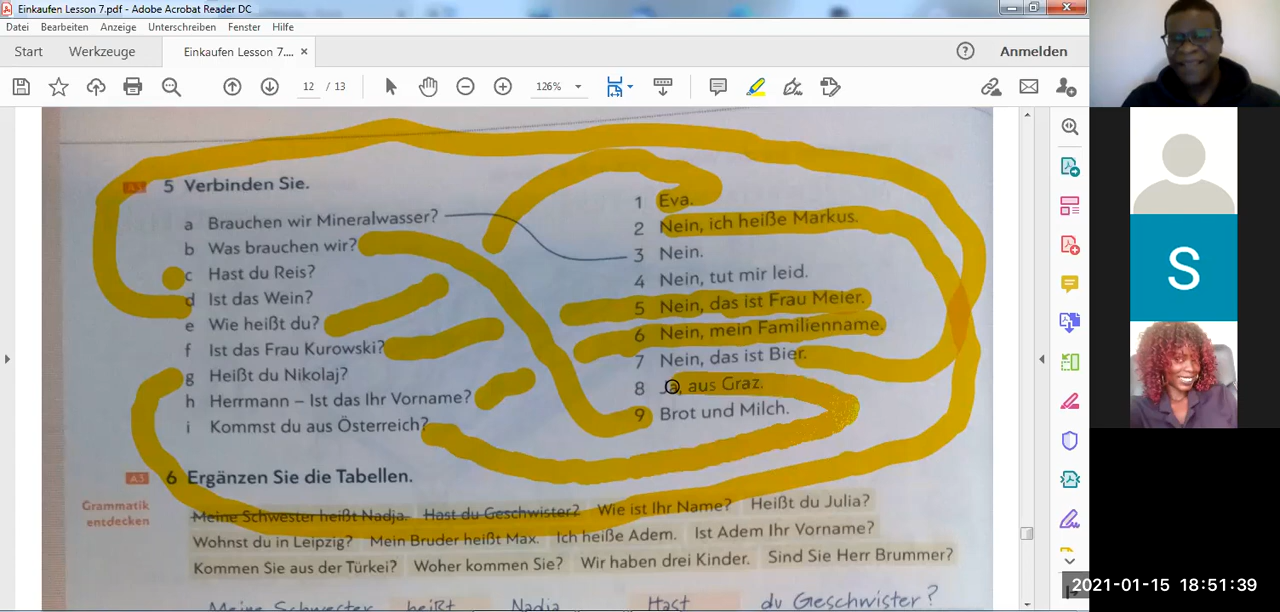 Einkaufen Lesson 7.pdf - Adobe Acrobat Reader DC
Datei Bearbeiten Anzeige Unterschreiben Fenster Hilfe
Start Werkzeuge Einkaufen Lesson 7.... × Anmelden
12 / 13 126%
A3 5 Verbinden Sie.
a Brauchen wir Mineralwasser?
b Was brauchen wir?
c Hast du Reis?
d Ist das Wein?
e Wie heißt du?
f Ist das Frau Kurowski?
g Heißt du Nikolaj?
h Herrmann – Ist das Ihr Vorname?
i Kommst du aus Österreich?
1 Eva.
2 Nein, ich heiße Markus.
3 Nein.
4 Nein, tut mir leid.
5 Nein, das ist Frau Meier.
6 Nein, mein Familienname.
7 Nein, das ist Bier.
8 Ja, aus Graz.
9 Brot und Milch.
A3 6 Ergänzen Sie die Tabellen.
Grammatik
entdecken
Meine Schwester heißt Nadja. Hast du Geschwister? Wie ist Ihr Name? Heißt du Julia?
Wohnst du in Leipzig? Mein Bruder heißt Max. Ich heiße Adem. Ist Adem Ihr Vorname?
Kommen Sie aus der Türkei? Woher kommen Sie? Wir haben drei Kinder. Sind Sie Herr Brummer?
Meine Schwester heißt Nadja Hast du Geschwister?
S
2021-01-15 18:51:39